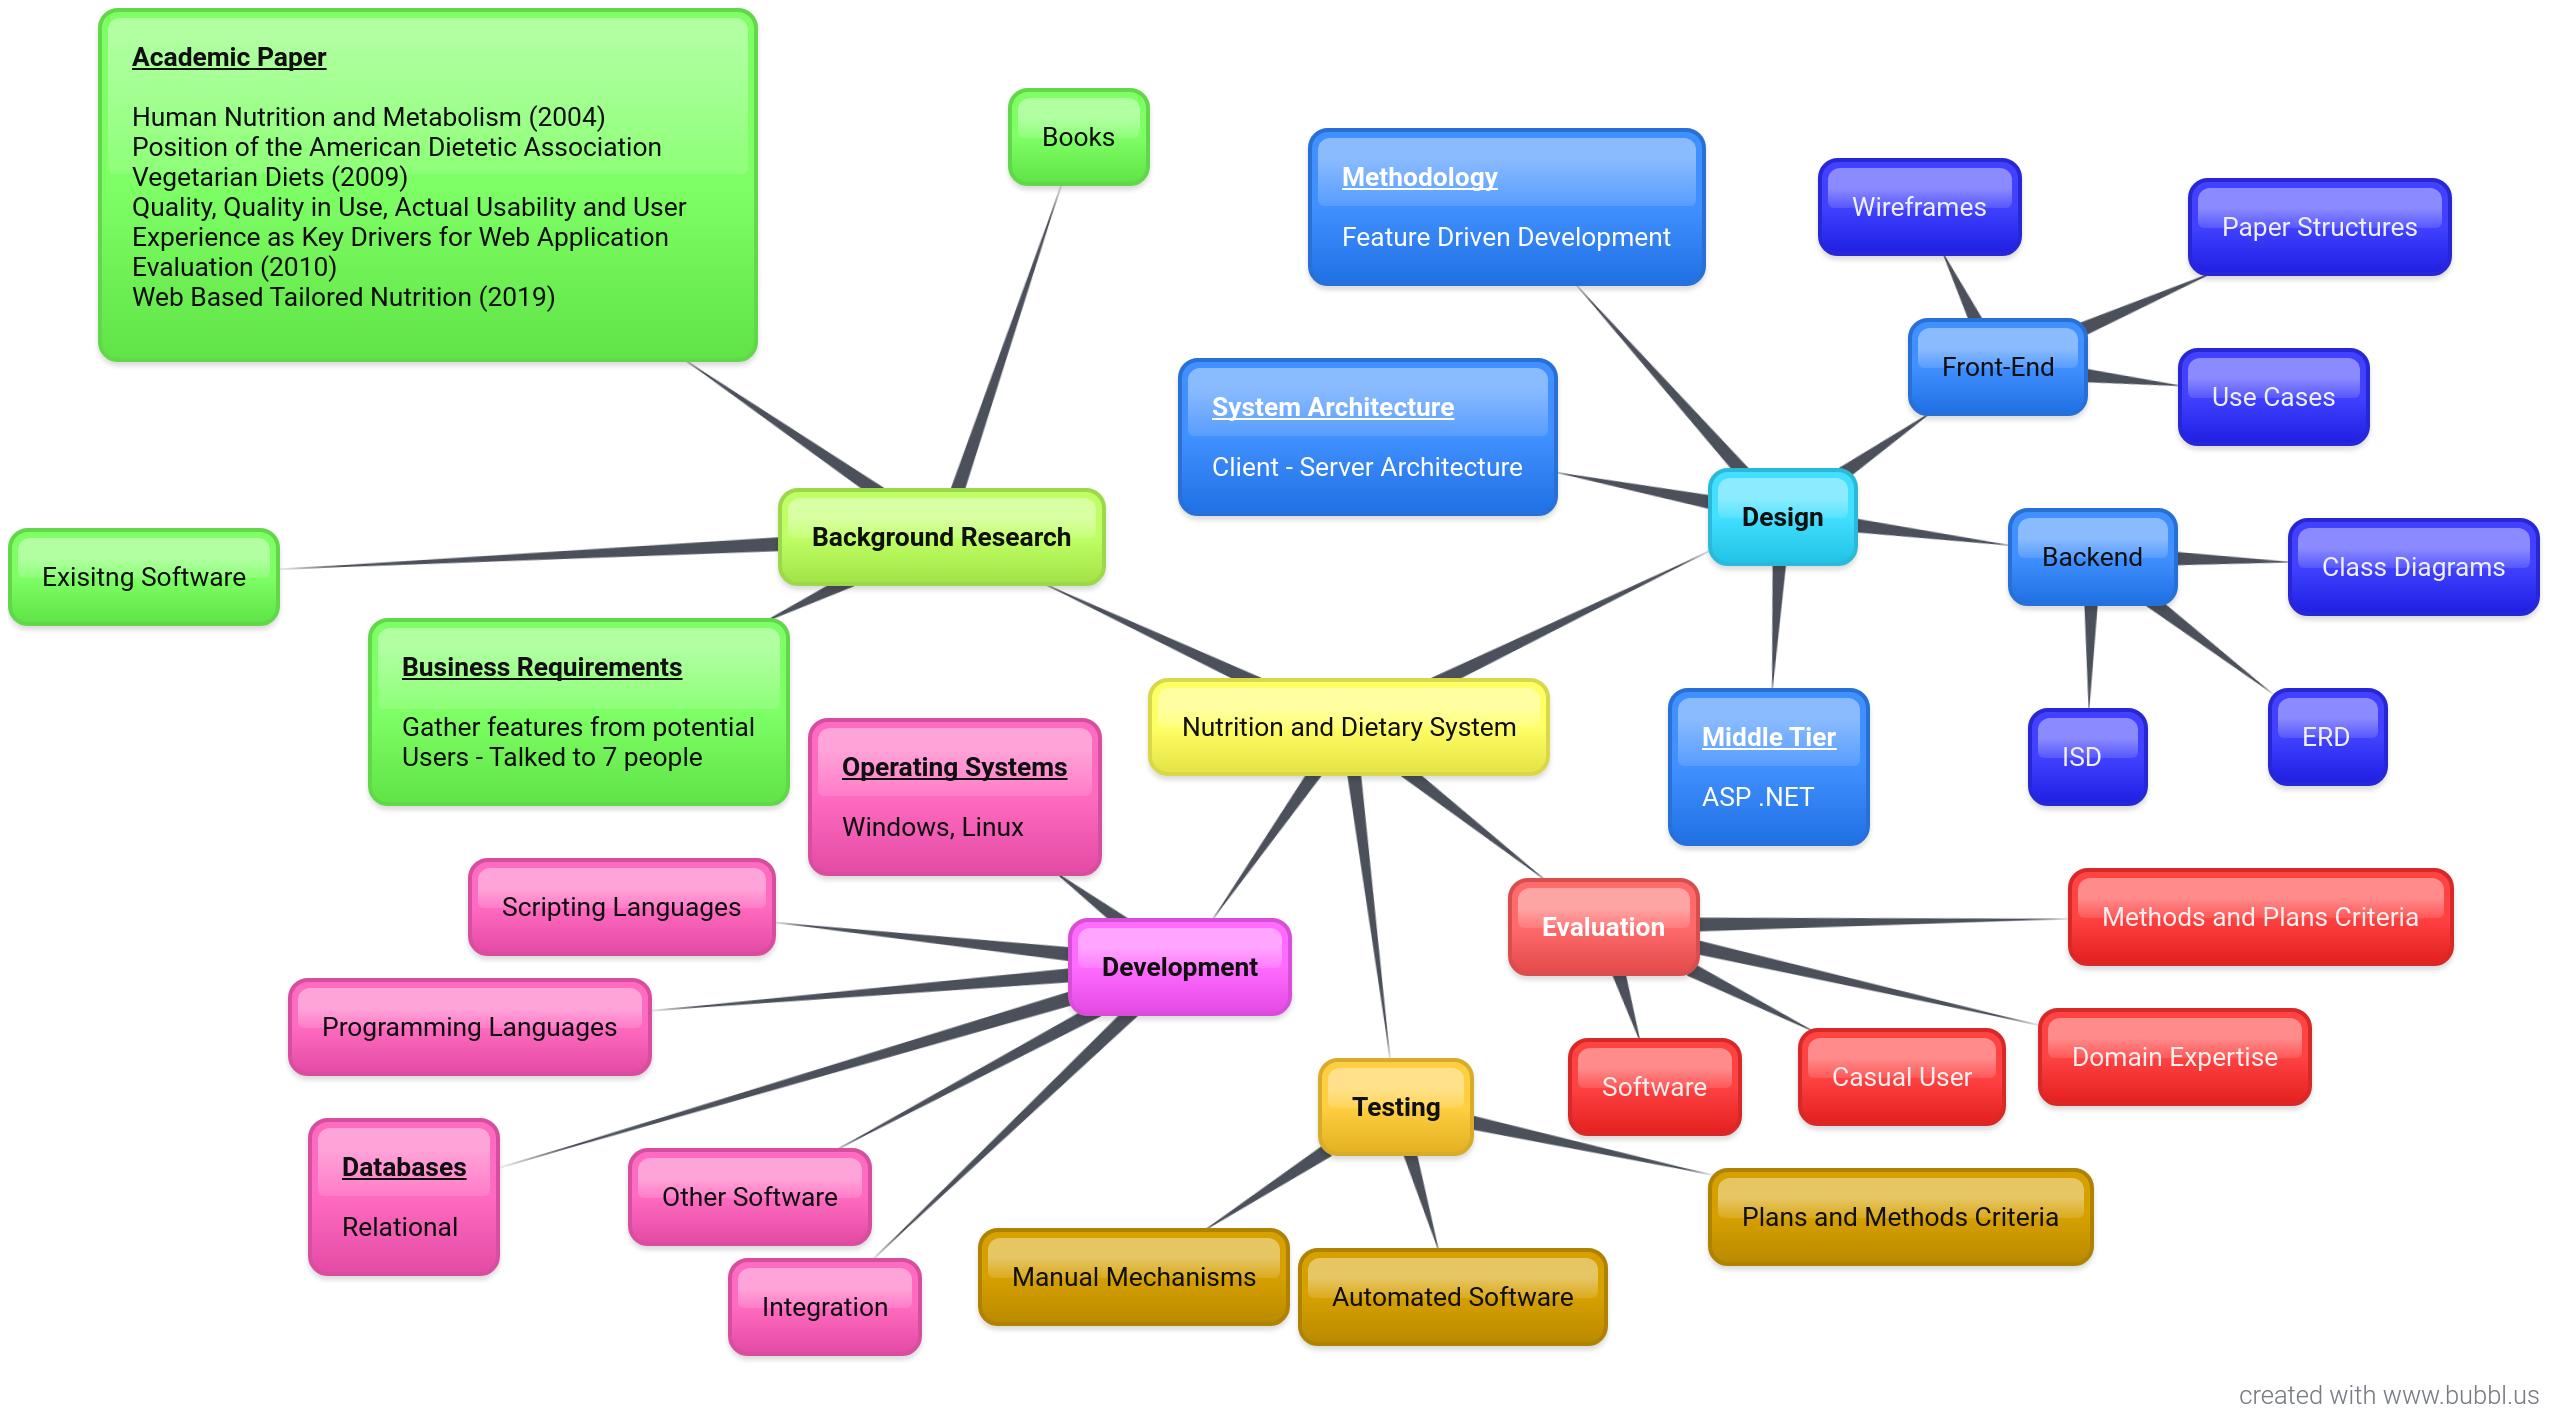 Academic Paper
Human Nutrition and Metabolism (2004)
Position of the American Dietetic Association
Vegetarian Diets (2009)
Quality, Quality in Use, Actual Usability and User
Experience as Key Drivers for Web Application
Evaluation (2010)
Web Based Tailored Nutrition (2019)
Books
Methodology
Feature Driven Development
Wireframes
Paper Structures
Front-End
Use Cases
System Architecture
Client - Server Architecture
Design
Background Research
Exisitng Software
Backend
Class Diagrams
Business Requirements
Gather features from potential
Users - Talked to 7 people
Nutrition and Dietary System
Operating Systems
Windows, Linux
Middle Tier
ASP .NET
ISD
ERD
Scripting Languages
Development
Evaluation
Methods and Plans Criteria
Programming Languages
Software
Casual User
Domain Expertise
Testing
Databases
Relational
Other Software
Integration
Manual Mechanisms
Automated Software
Plans and Methods Criteria
created with www.bubbl.us